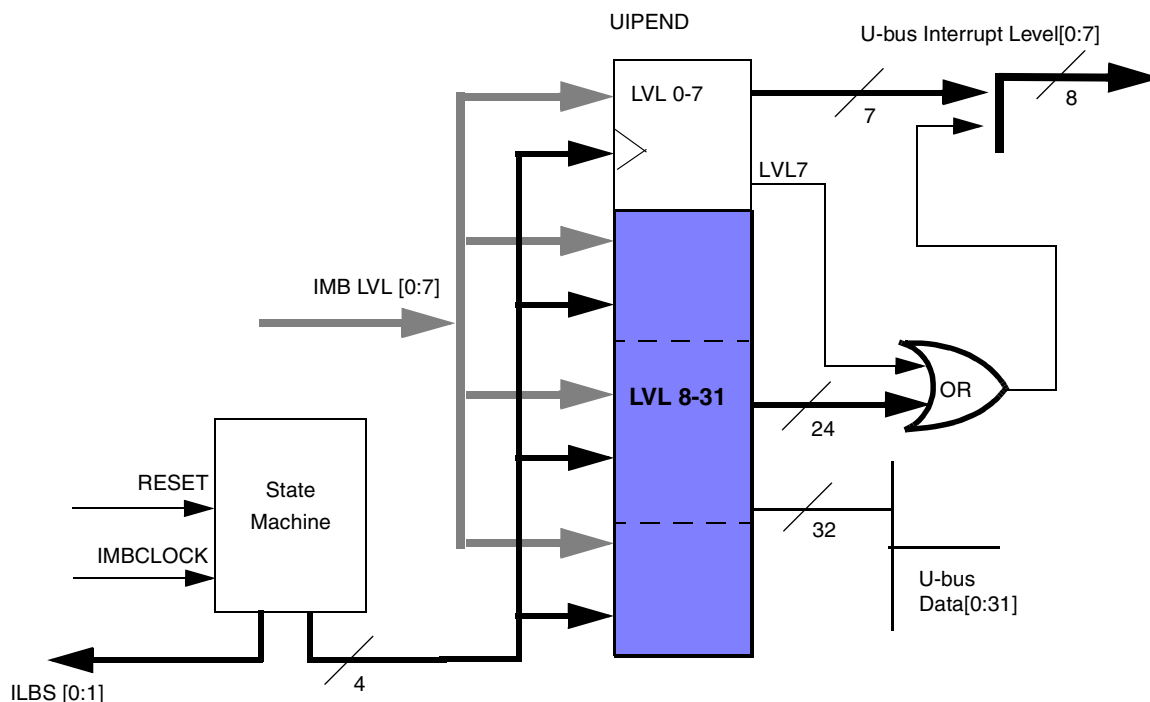 UIPEND
U-bus Interrupt Level[0:7]
LVL 0-7
7
8
LVL7
IMB LVL [0:7]
LVL 8-31
OR
24
RESET
State
Machine
32
IMBCLOCK
U-bus
Data[0:31]
4
ILBS [0:1]